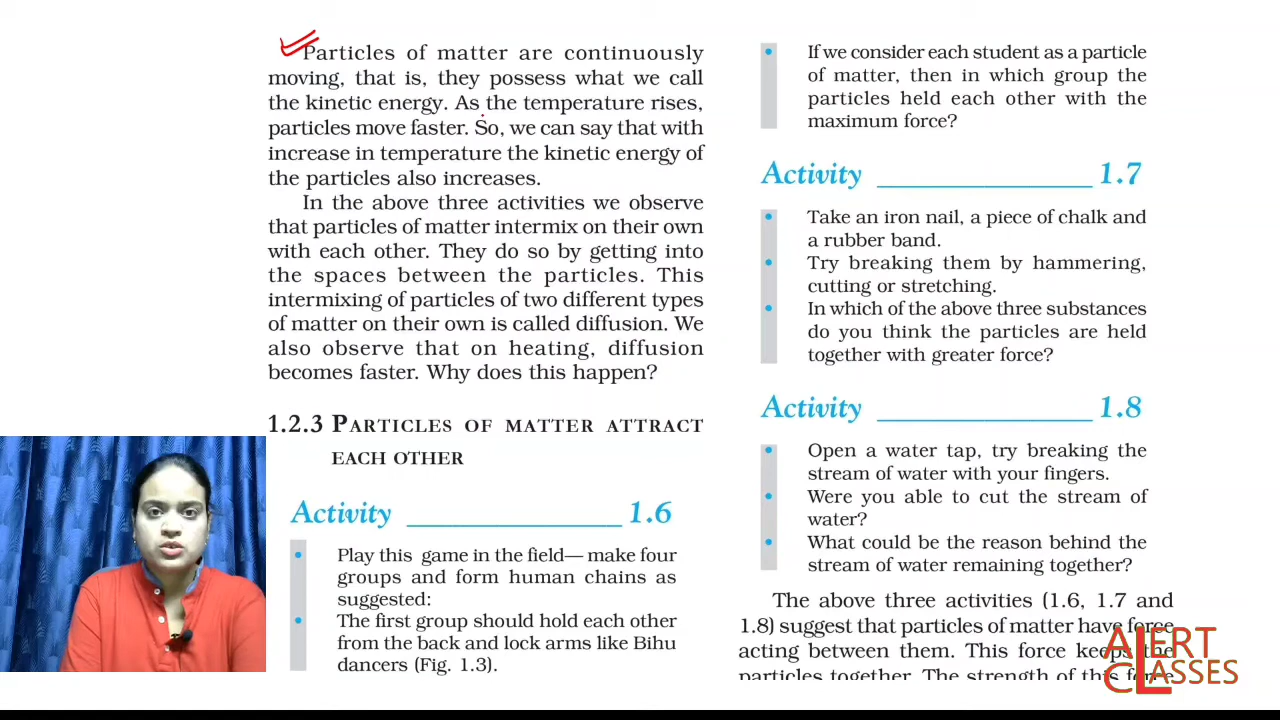 Particles of matter are continuously
moving, that is, they possess what we call
the kinetic energy. As the temperature rises,
particles move faster. So, we can say that with
increase in temperature the kinetic energy of
the particles also increases.
In the above three activities we observe
that particles of matter intermix on their own
with each other. They do so by getting into
the spaces between the particles. This
intermixing of particles of two different types
of matter on their own is called diffusion. We
also observe that on heating, diffusion
becomes faster. Why does this happen?
1.2.3 PARTICLES OF MATTER ATTRACT
EACH OTHER
Activity ______________ 1.6
• Play this game in the field— make four
groups and form human chains as
suggested:
• The first group should hold each other
from the back and lock arms like Bihu
dancers (Fig. 1.3).
• If we consider each student as a particle
of matter, then in which group the
particles held each other with the
maximum force?
Activity ______________ 1.7
• Take an iron nail, a piece of chalk and
a rubber band.
• Try breaking them by hammering,
cutting or stretching.
• In which of the above three substances
do you think the particles are held
together with greater force?
Activity ______________ 1.8
• Open a water tap, try breaking the
stream of water with your fingers.
• Were you able to cut the stream of
water?
• What could be the reason behind the
stream of water remaining together?
The above three activities (1.6, 1.7 and
1.8) suggest that particles of matter have force
acting between them. This force keeps the
particles together. The strength of this force
ALERT
CLASSES